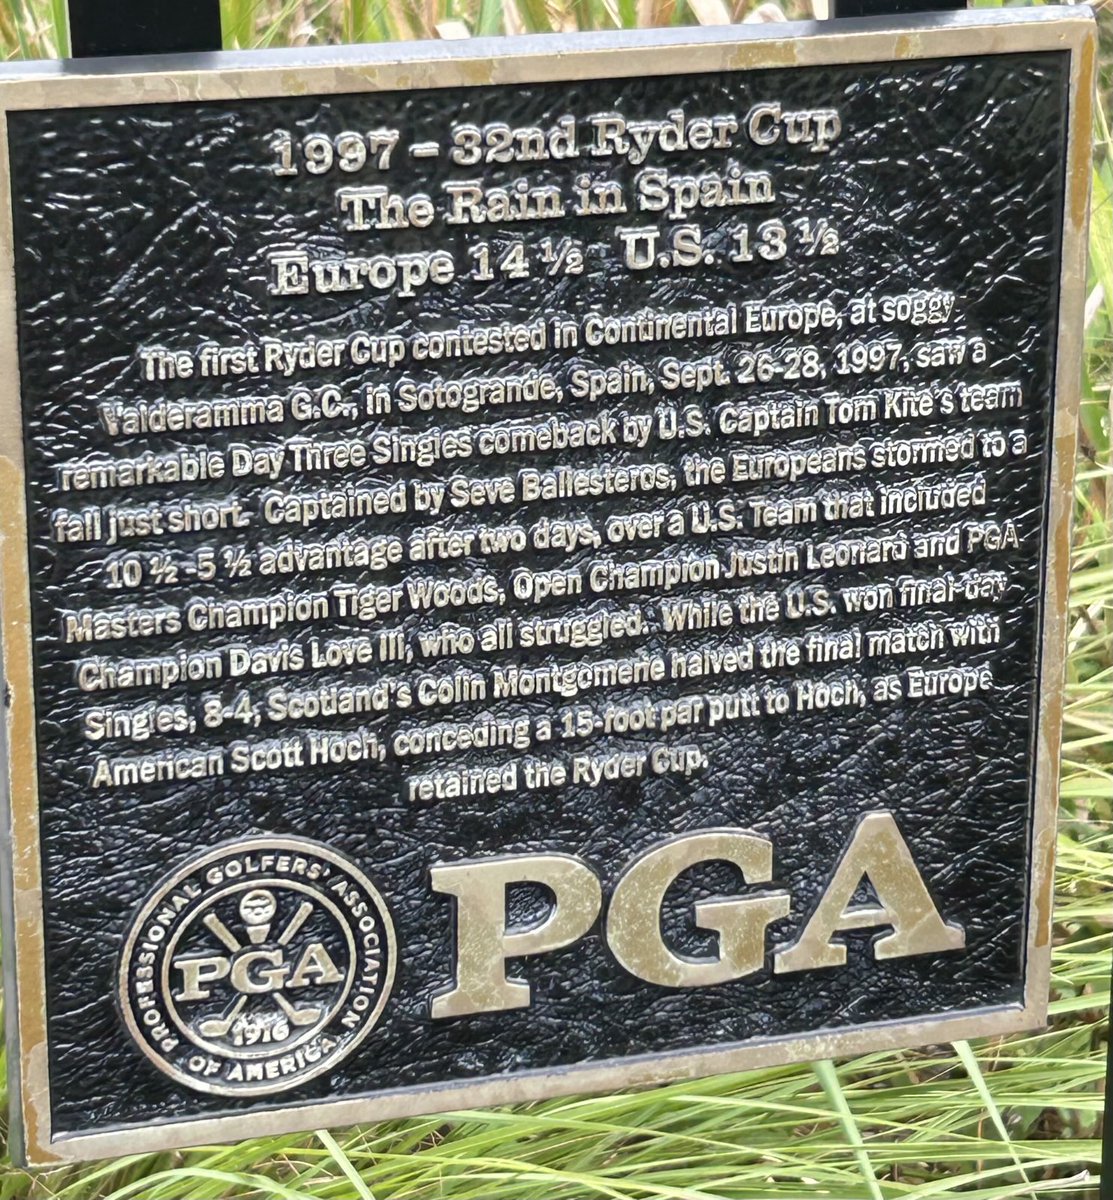 1997 – 32nd Ryder Cup
The Rain in Spain
Europe 14 ½ U.S. 13 ½
The first Ryder Cup contested in Continental Europe, at soggy
Valderamma G.C., in Sotogrande, Spain, Sept. 26-28, 1997, saw a
remarkable Day Three Singles comeback by U.S. Captain Tom Kite's team
fall just short. Captained by Seve Ballesteros, the Europeans stormed to a
10 ½ -5 ½ advantage after two days, over a U.S. Team that included
Masters Champion Tiger Woods, Open Champion Justin Leonard and PGA
Champion Davis Love III, who all struggled. While the U.S. won final-day
Singles, 8-4, Scotland's Colin Montgomerie halved the final match with
American Scott Hoch, conceding a 15-foot par putt to Hoch, as Europe
retained the Ryder Cup.
PROFESSIONAL GOLFERS' ASSOCIATION
OF AMERICA
PGA
1916
PGA